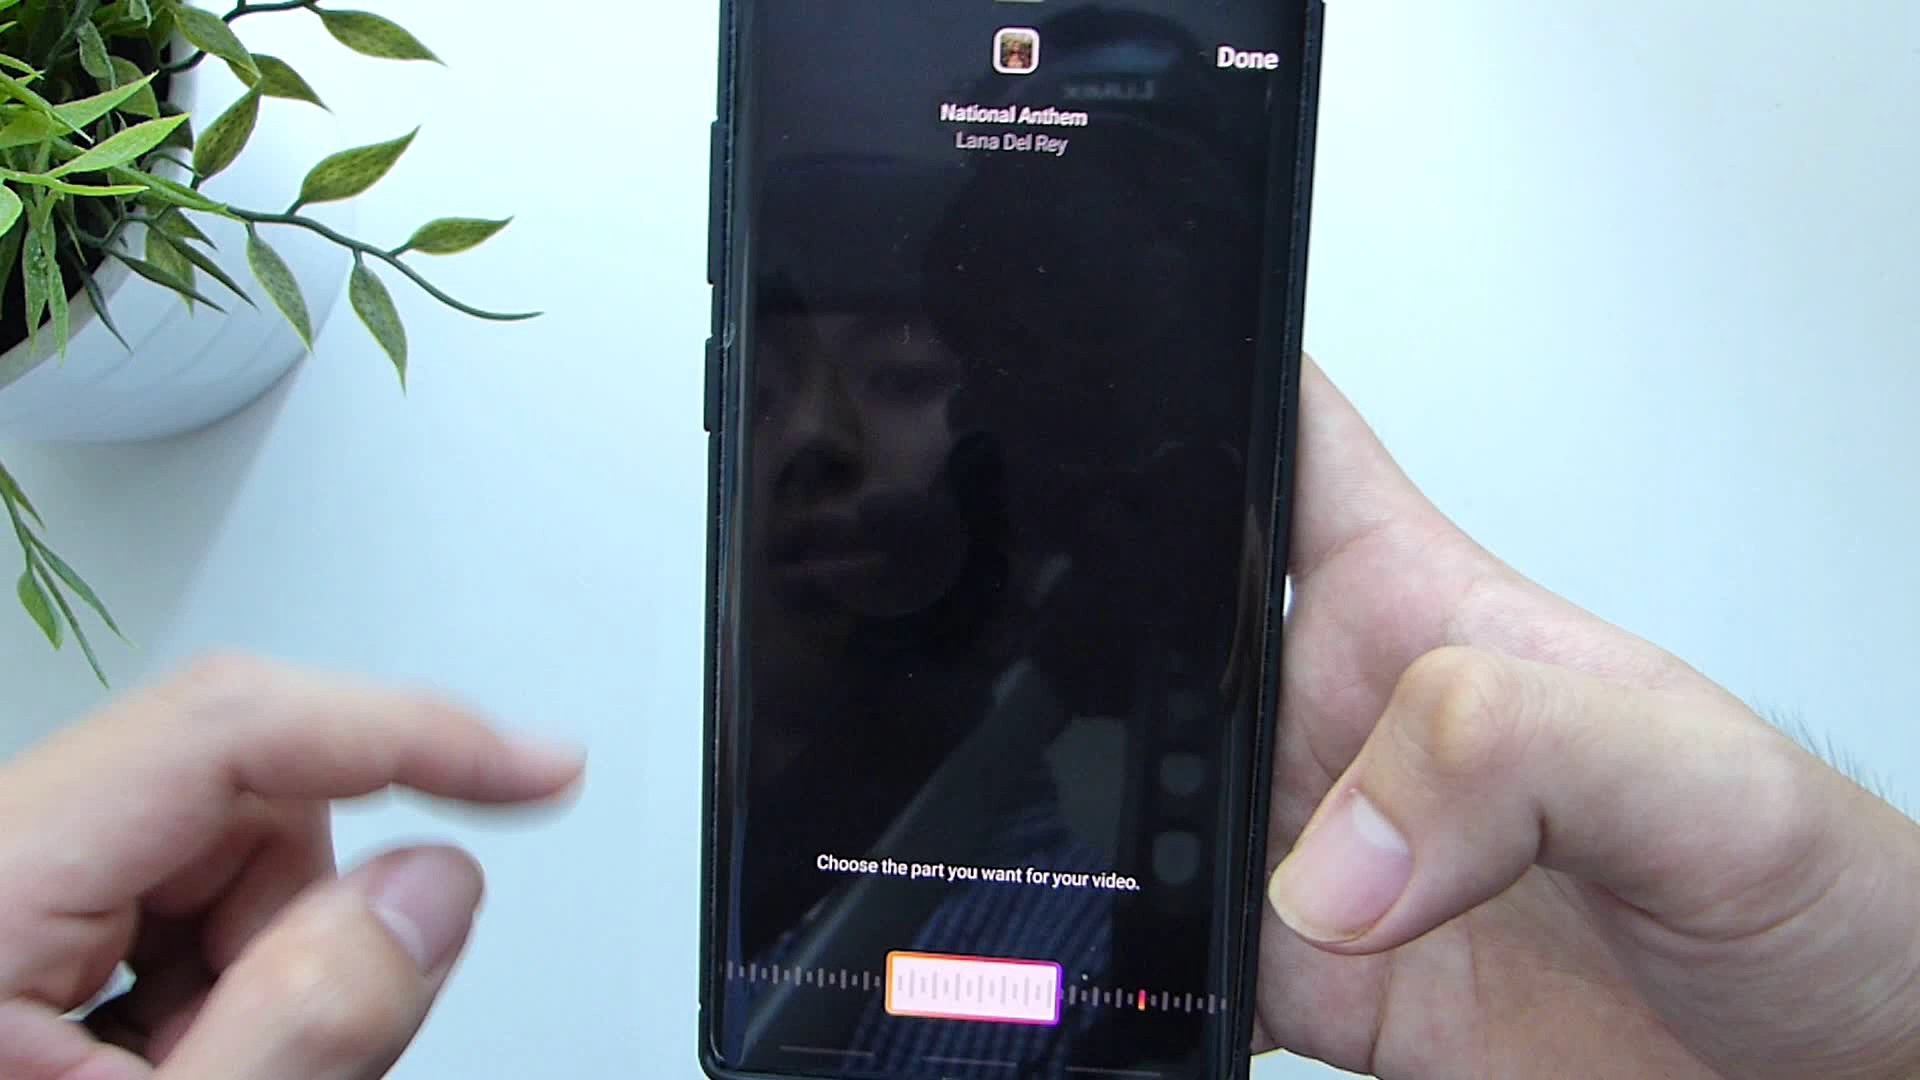 Done
National Anthem
Lana Del Rey
Choose the part you want for your video.